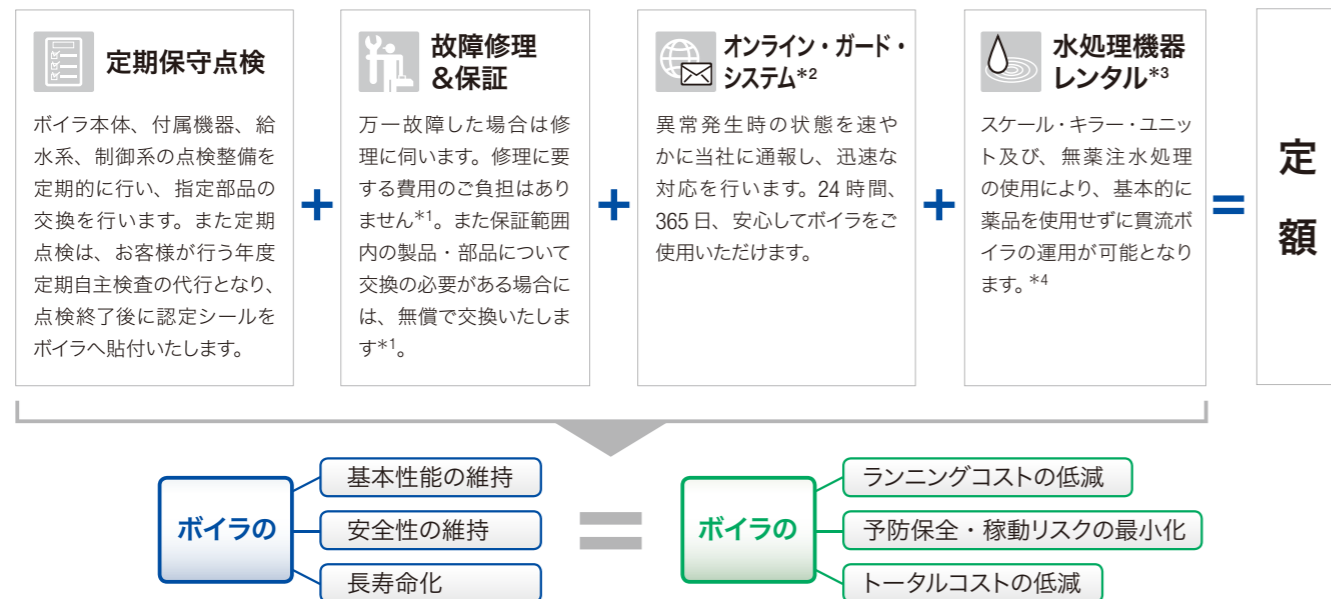 定期保守点検
ボイラ本体、付属機器、給
水系、制御系の点検整備を
定期的に行い、指定部品の
交換を行います。また定期
点検は、お客様が行う年度
定期自主検査の代行となり、
点検終了後に認定シールを
ボイラへ貼付いたします。
+
故障修理
&保証
万一故障した場合は修
理に伺います。修理に要
する費用のご負担はあり
ません*1。また保証範囲
内の製品・部品について
交換の必要がある場合に
は、無償で交換いたしま
す*1。
+
オンライン・ガード・
システム*2
異常発生時の状態を速や
かに当社に通報し、迅速な
対応を行います。24時間、
365日、安心してボイラをご
使用いただけます。
+
水処理機器
レンタル*3
スケール・キラー・ユニッ
ト及び、無薬注水処理
の使用により、基本的に
薬品を使用せずに貫流ボ
イラの運用が可能となり
ます。*4
=
定
額
ボイラの
基本性能の維持
安全性の維持
長寿命化
=
ボイラの
ランニングコストの低減
予防保全・稼動リスクの最小化
トータルコストの低減